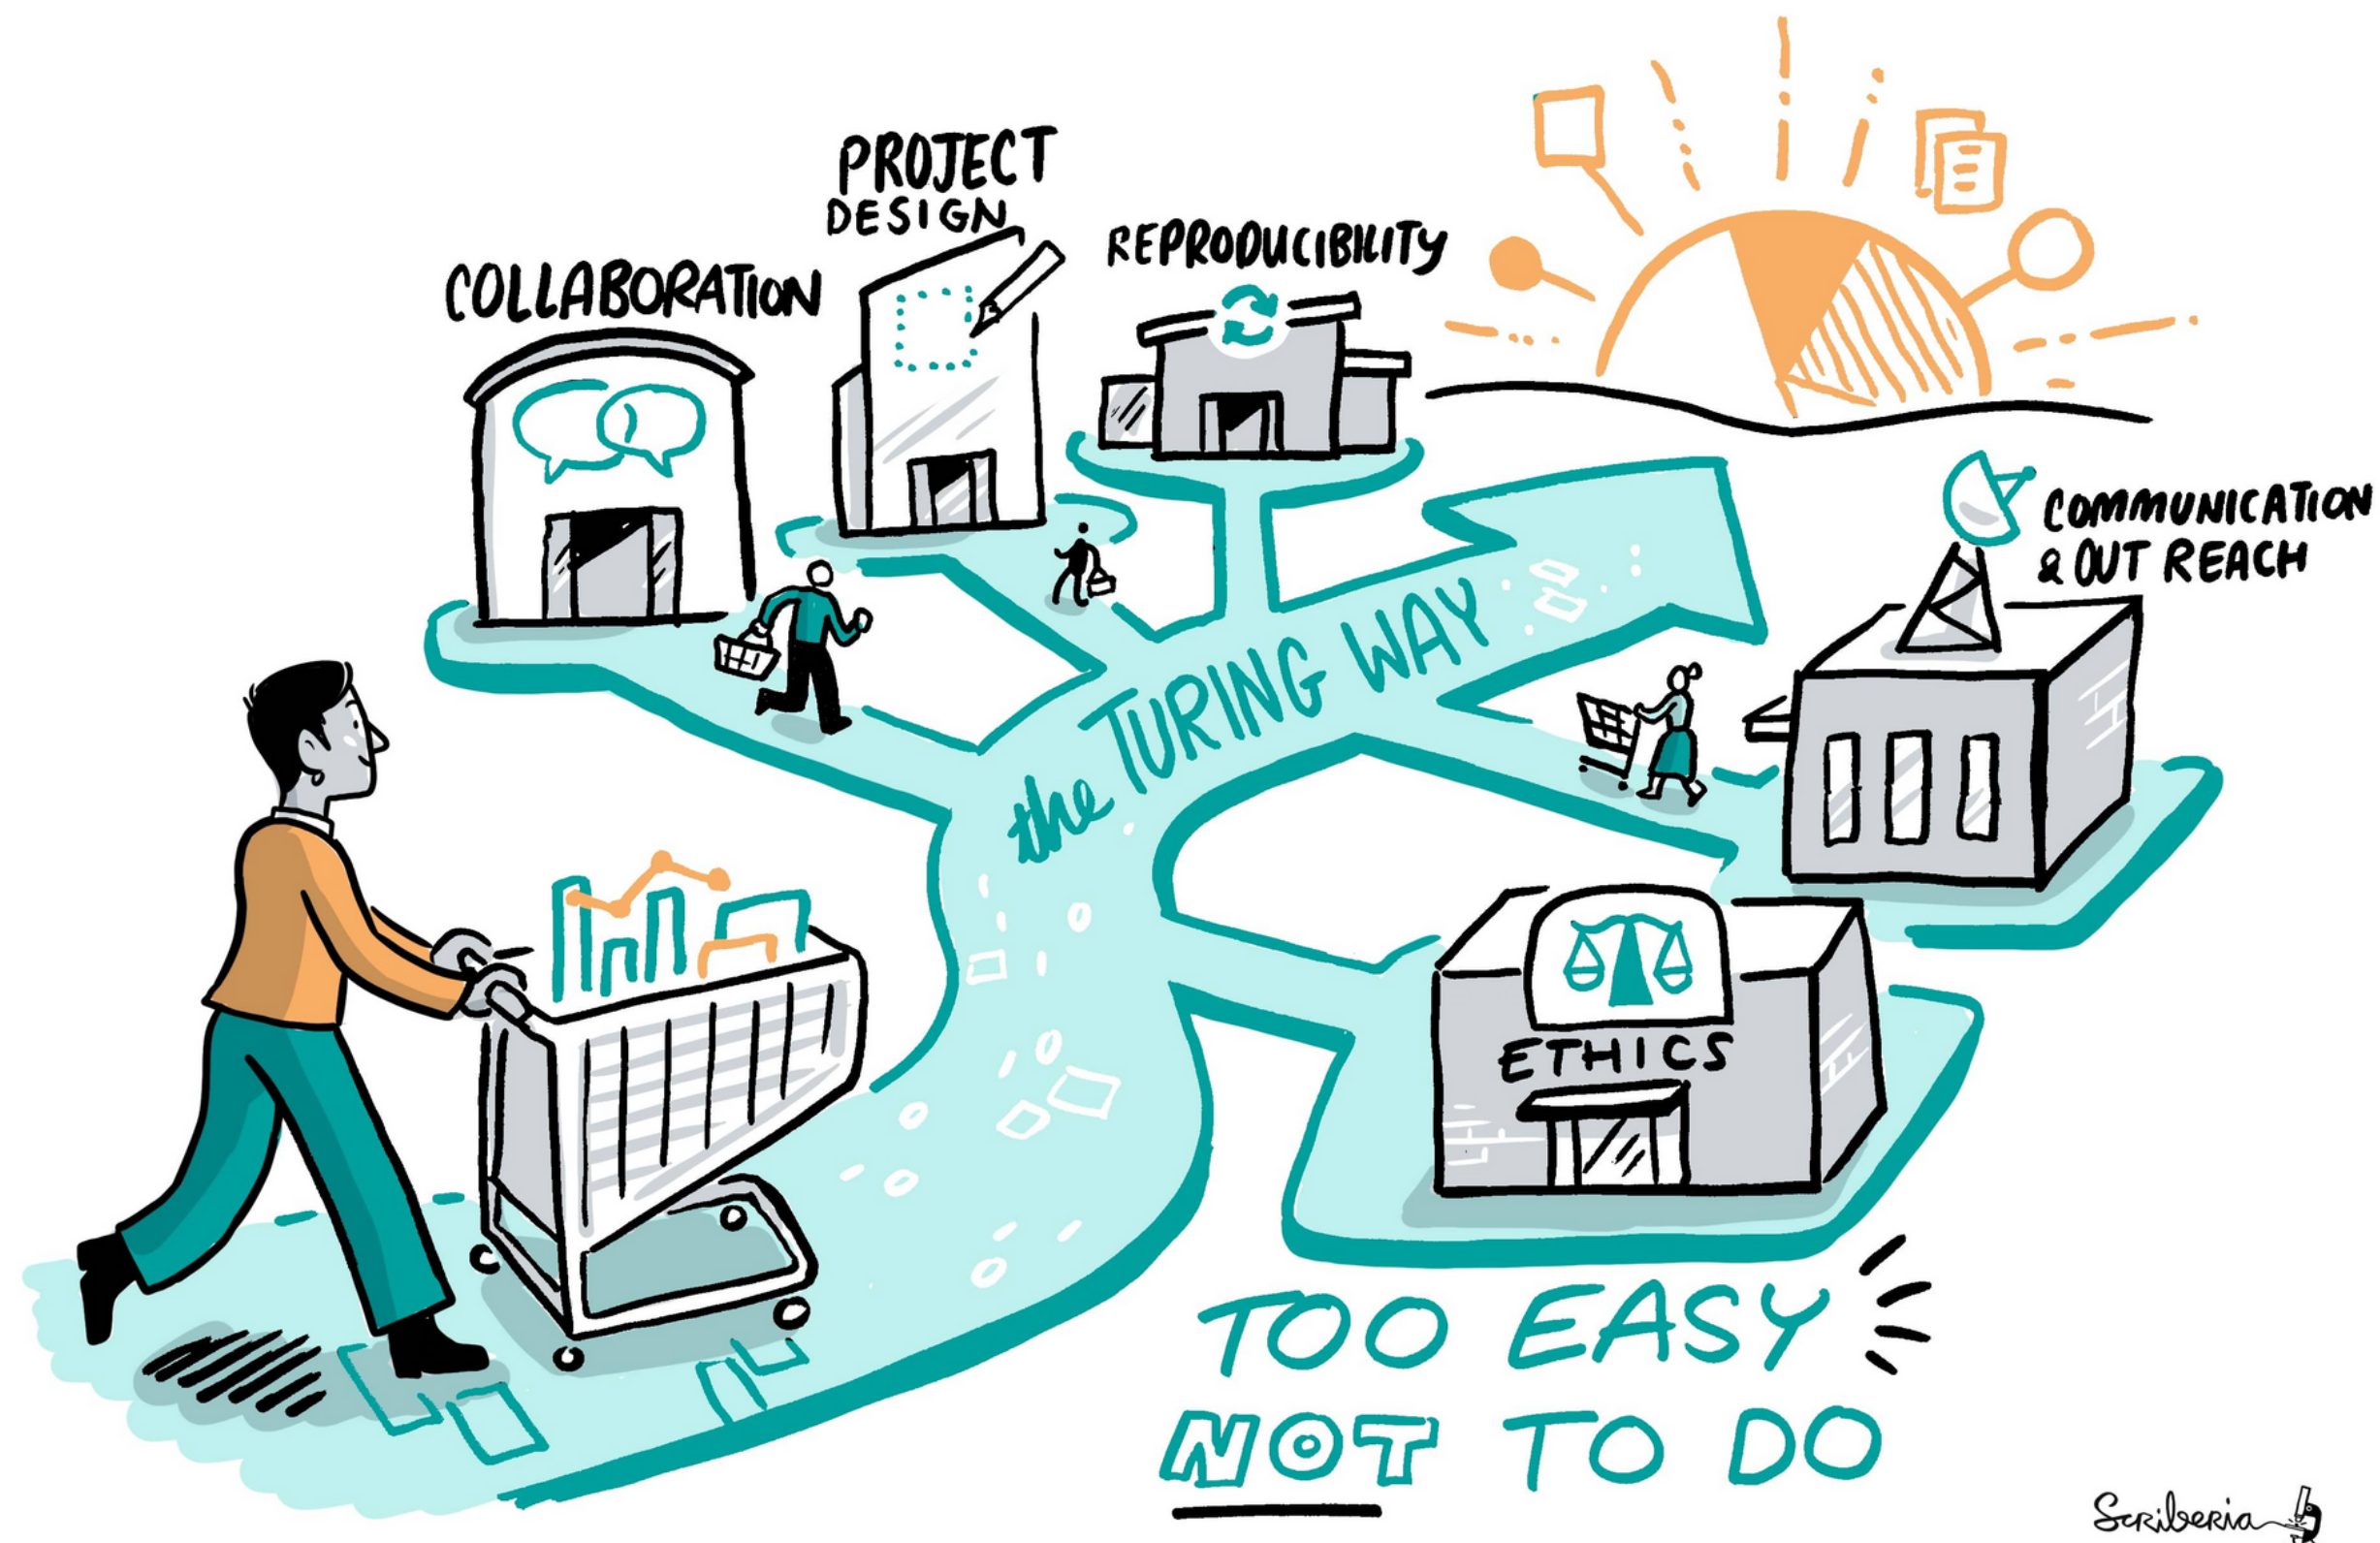 PROJECT
DESIGN
COLLABORATION
REPRODUCIBILITY
COMMUNICATION
& OUT REACH
the TURING WAY
ETHICS
TOO EASY
NOT TO DO
Scriberia